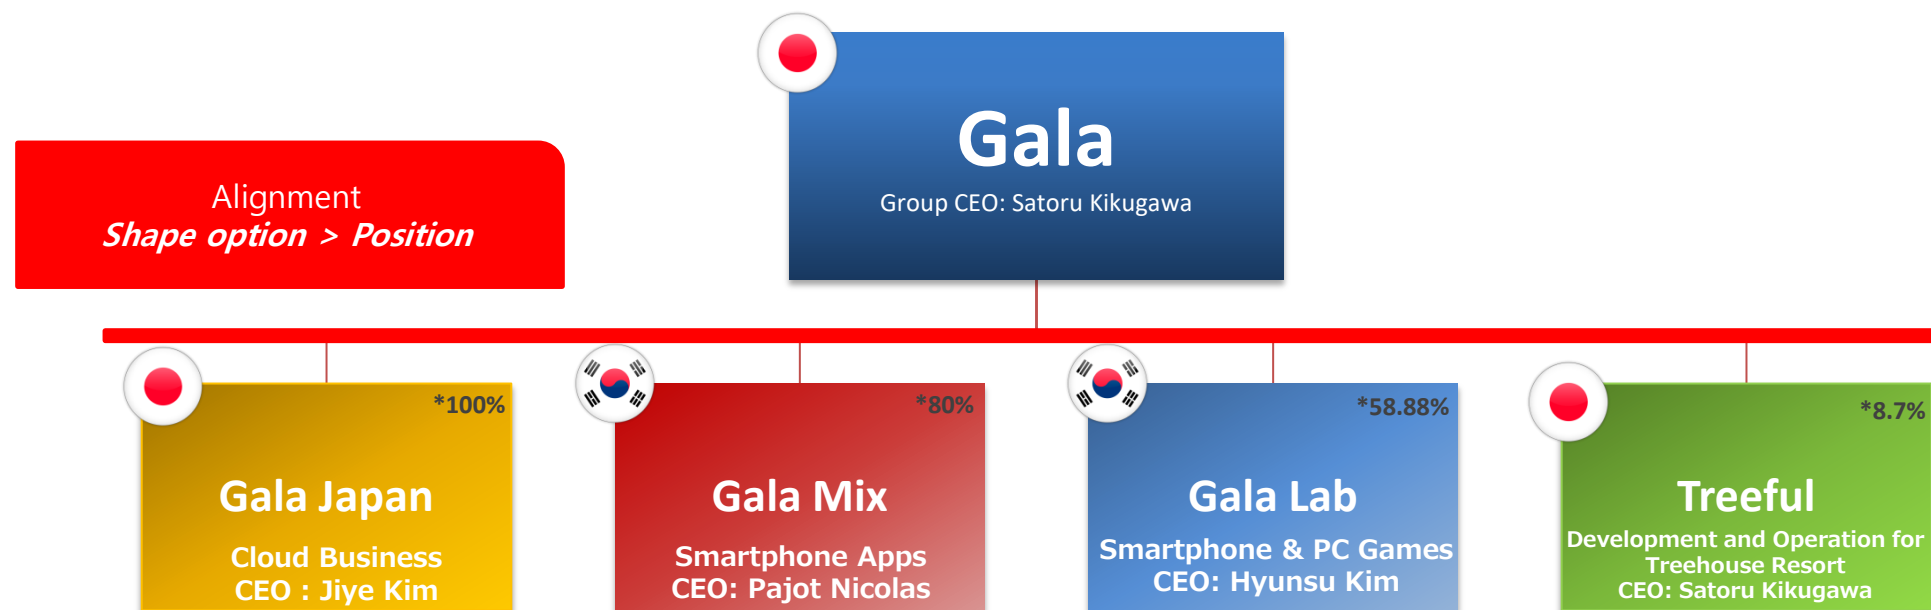 Gala
Group CEO: Satoru Kikugawa
Alignment
Shape option > Position
*100%
Gala Japan
Cloud Business
CEO : Jiye Kim
*80%
Gala Mix
Smartphone Apps
CEO: Pajot Nicolas
*58.88%
Gala Lab
Smartphone & PC Games
CEO: Hyunsu Kim
*8.7%
Treeful
Development and Operation for
Treehouse Resort
CEO: Satoru Kikugawa